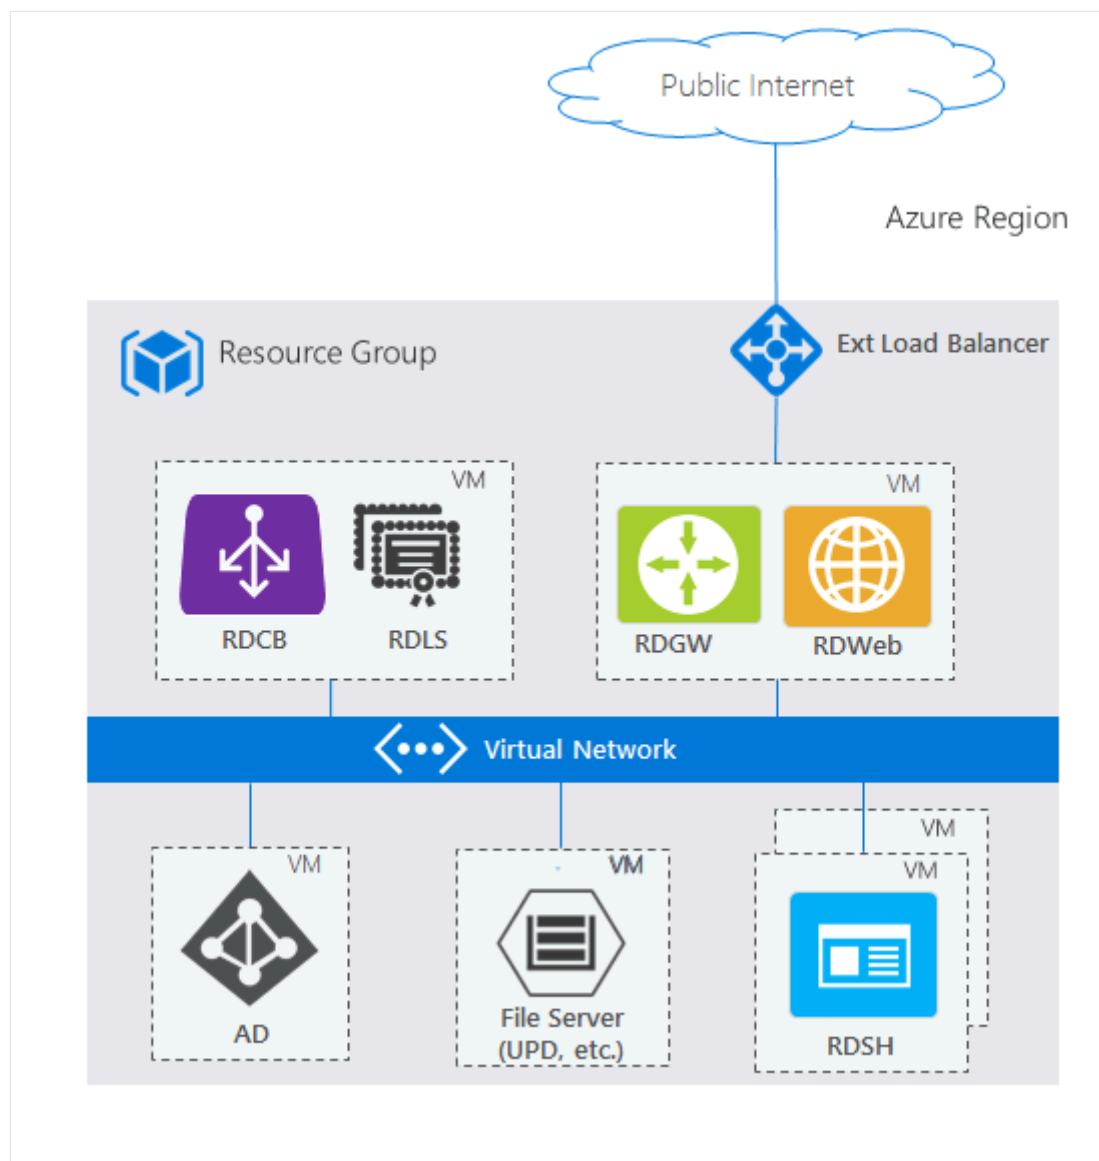 Public Internet
Azure Region
Resource Group
Ext Load Balancer
VM
RDCB
RDLS
VM
RDGW
RDWeb
Virtual Network
VM
AD
VM
File Server
(UPD, etc.)
VM
VM
RDSH